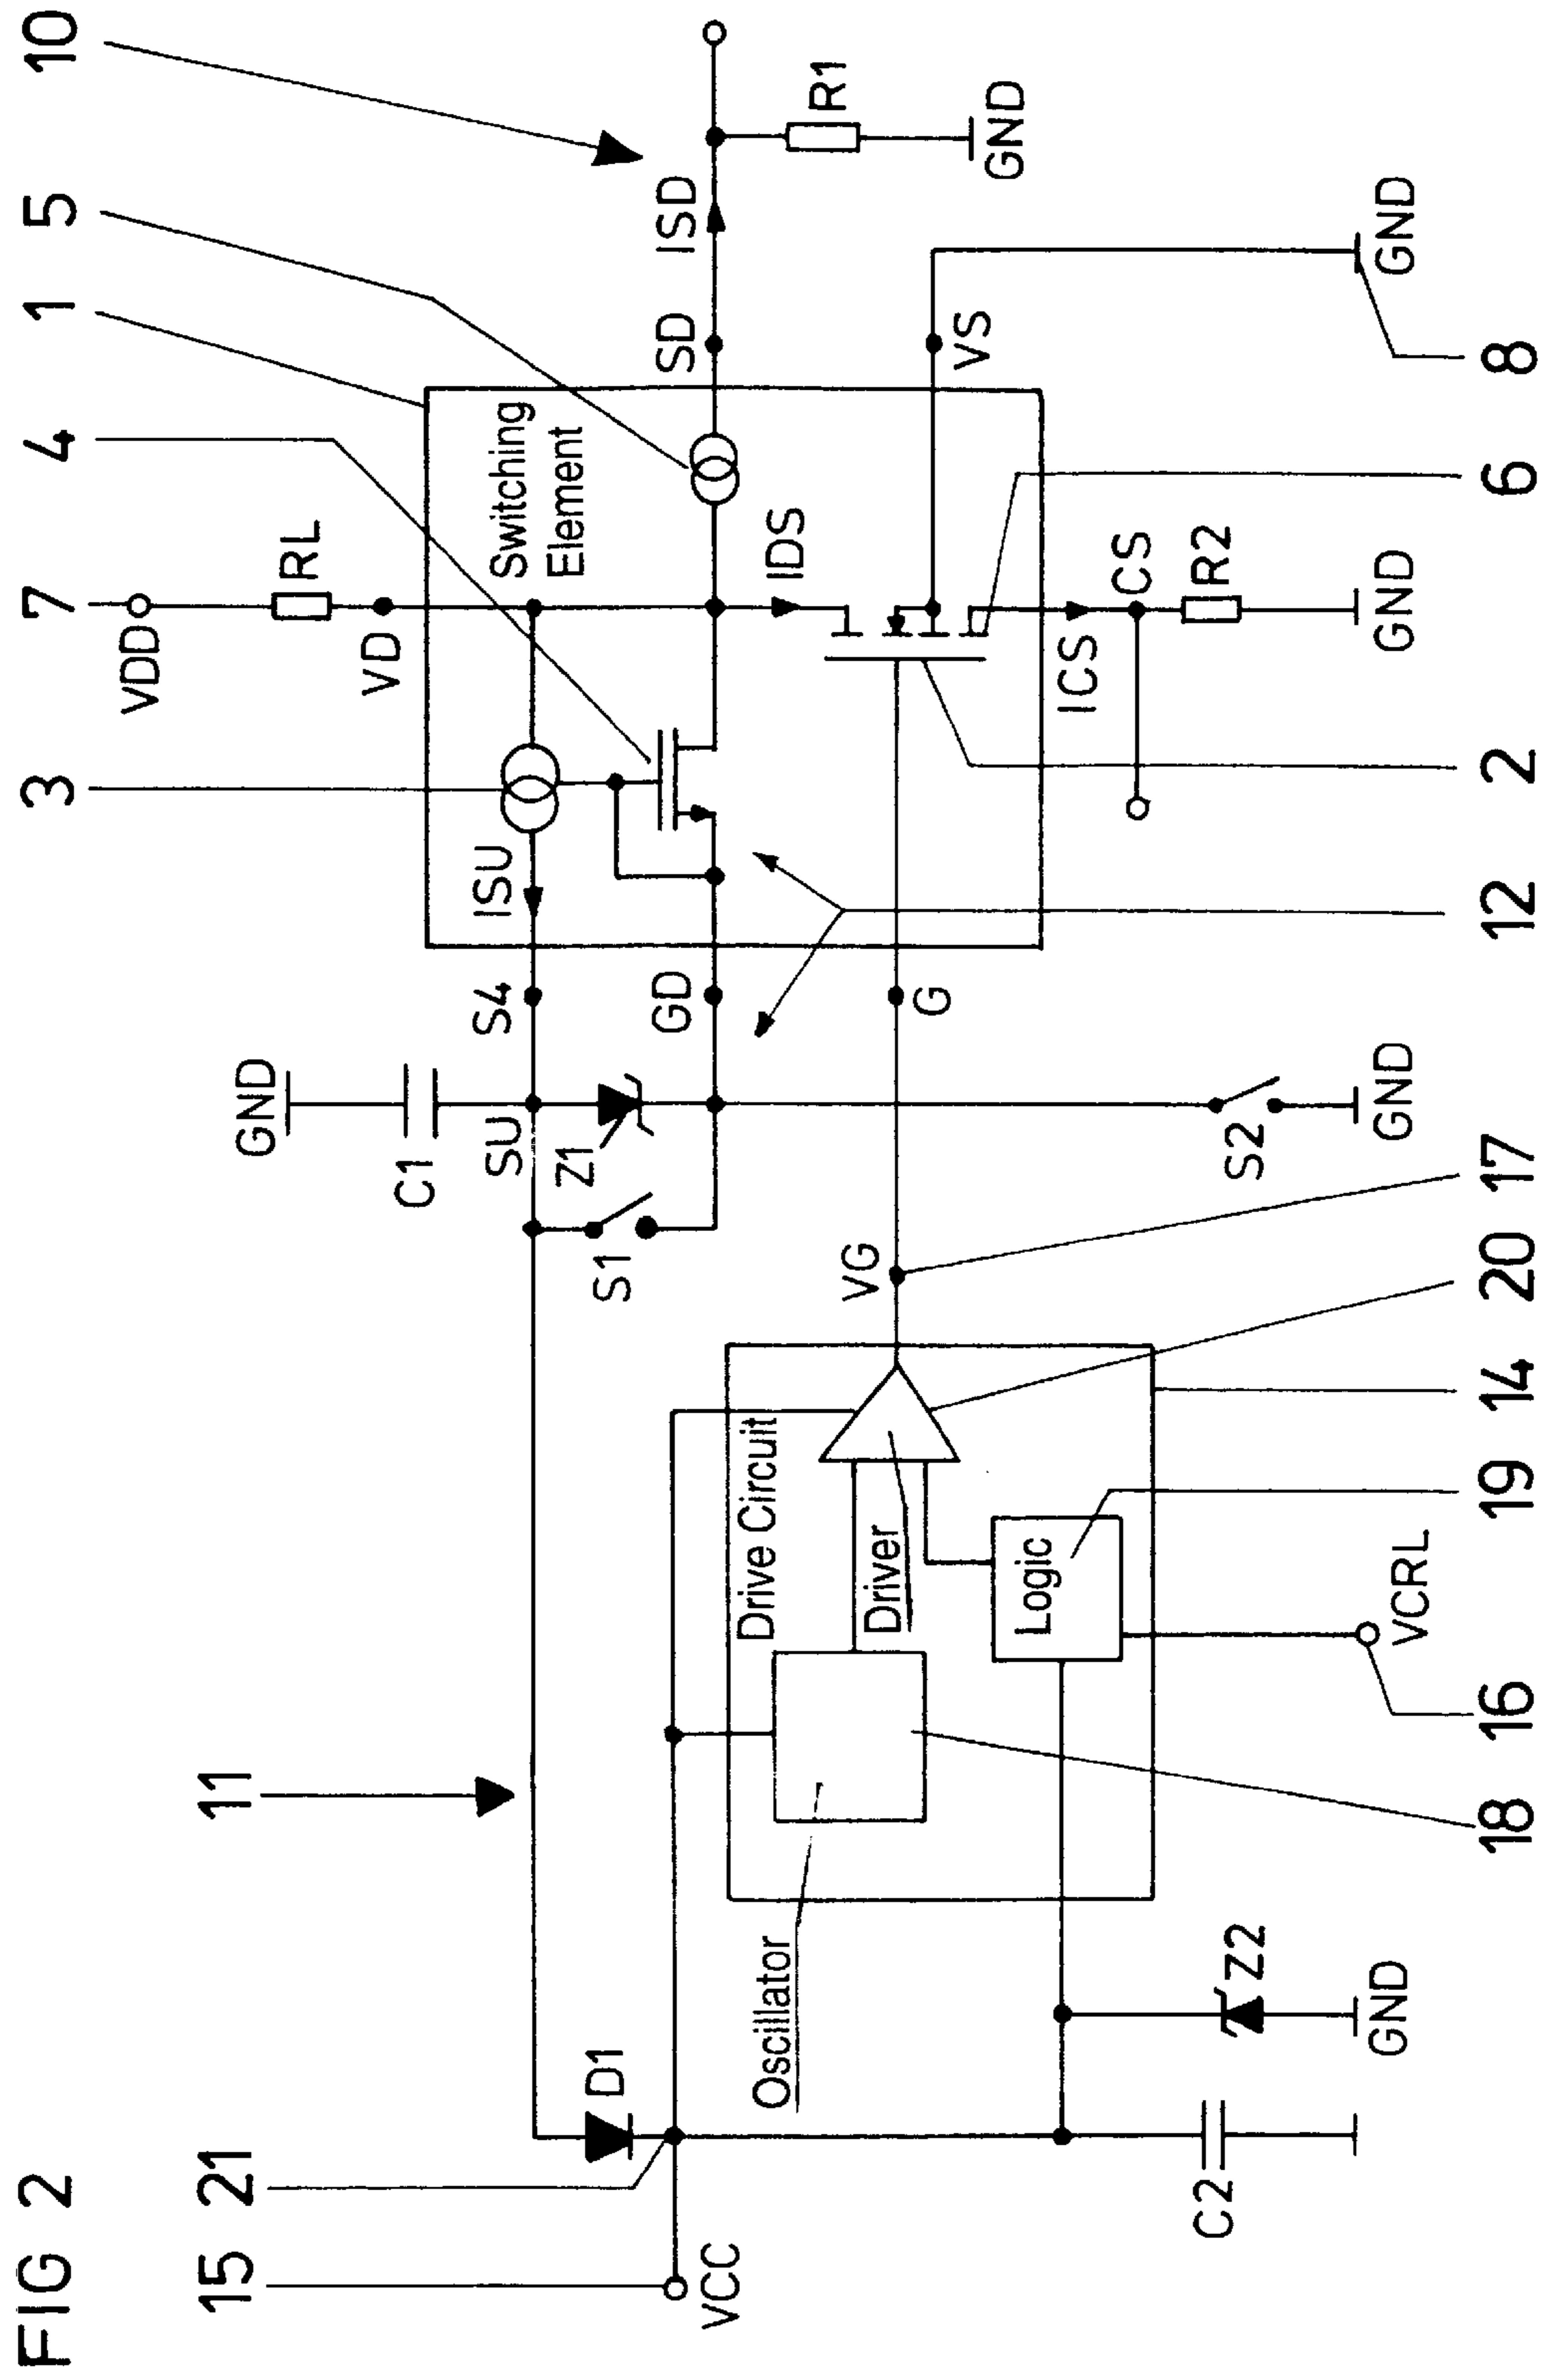 FIG 2
15
21
11
3
7
4
1
5
10
VCC
D1
Oscillator
Drive Circuit
Driver
Logic
C2
Z2
GND
VCRL
S1
Z1
SU
C1
GND
S4
GD
G
VG
S2
GND
ISU
VDD
RL
VD
Switching
Element
IDS
SD
ISD
R1
GND
VS
GND
ICS
CS
R2
GND
18
16
19
14
20
17
12
2
6
8